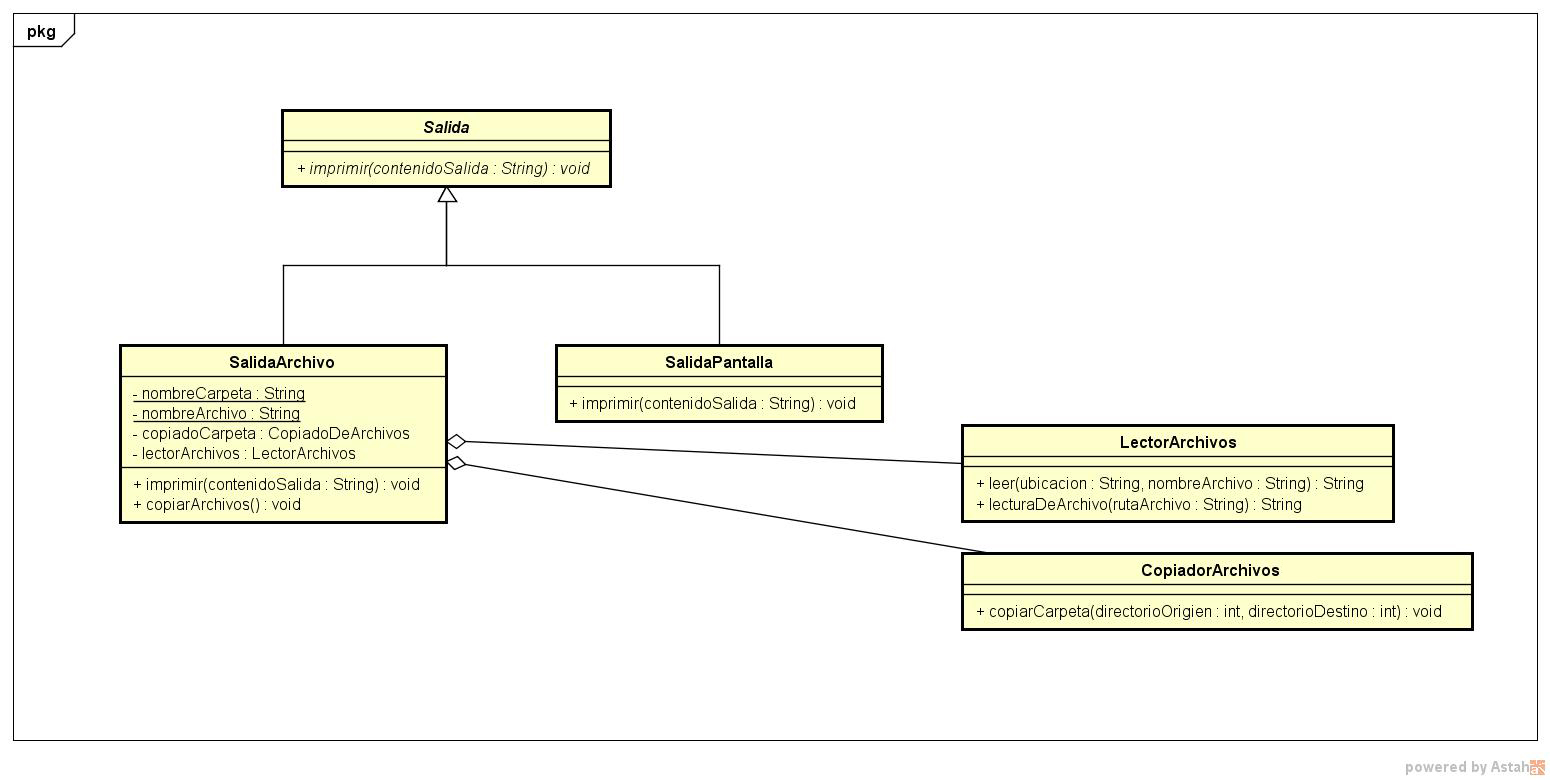 pkg
Salida
+ imprimir(contenidoSalida : String) : void
SalidaArchivo
- nombreCarpeta : String
- nombreArchivo : String
- copiadoCarpeta : CopiadoDeArchivos
- lectorArchivos : LectorArchivos
+ imprimir(contenidoSalida : String) : void
+ copiarArchivos() : void
SalidaPantalla
+ imprimir(contenidoSalida : String) : void
LectorArchivos
+ leer(ubicacion : String, nombreArchivo : String) : String
+ lecturaDeArchivo(rutaArchivo : String) : String
CopiadorArchivos
+ copiarCarpeta(directorioOrigien : int, directorioDestino : int) : void
powered by Astah